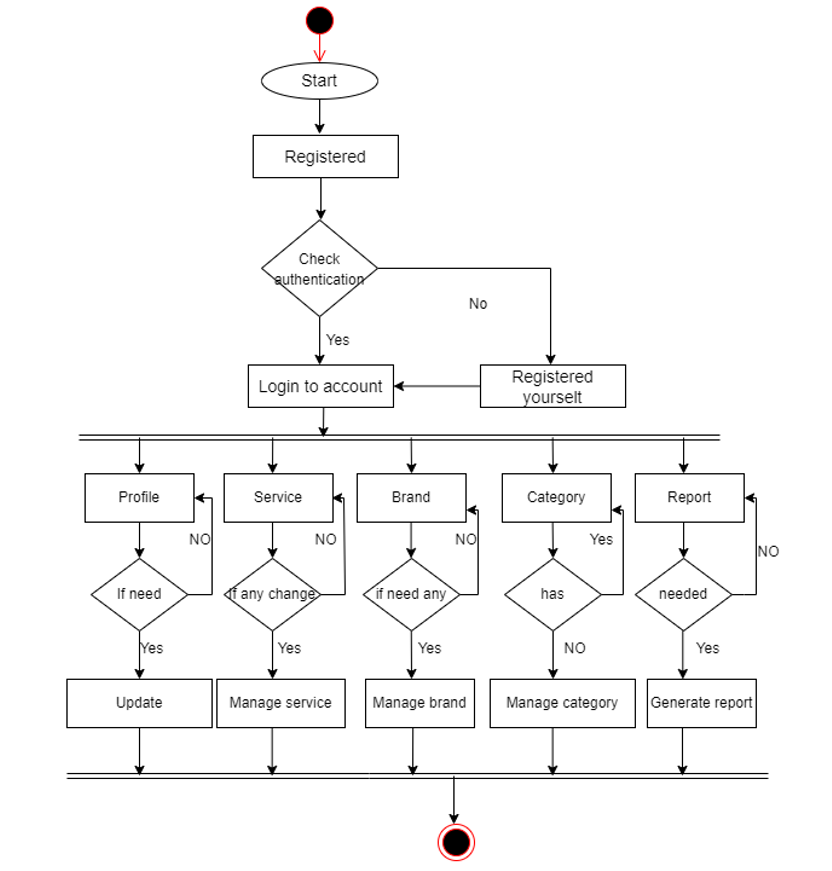 Start
Registered
Check
authentication
No
Yes
Login to account
Registered
yourselt
Profile
Service
Brand
Category
Report
NO
NO
NO
Yes
NO
If need
If any change
if need any
has
needed
Yes
Yes
Yes
NO
Yes
Update
Manage service
Manage brand
Manage category
Generate report